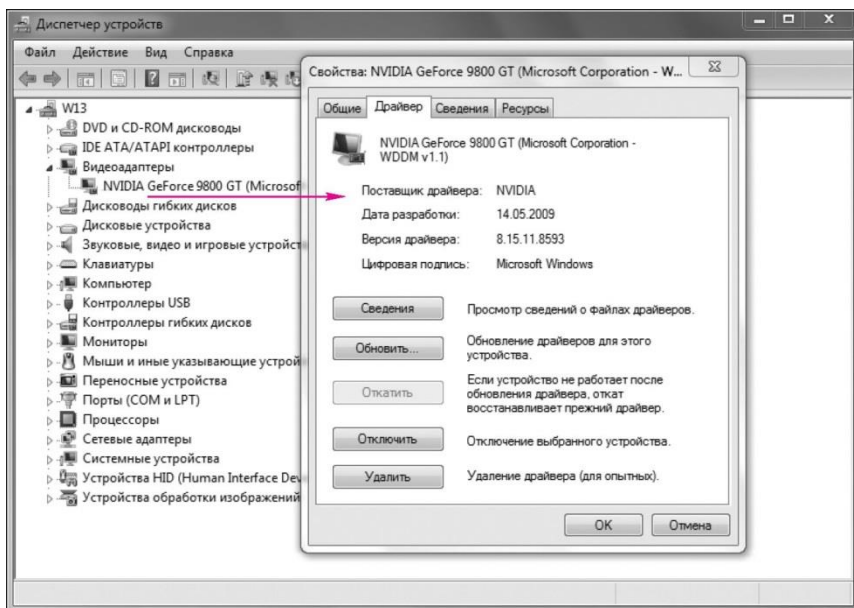 Диспетчер устройств
Файл Действие Вид Справка
W13
DVD и CD-ROM дисководы
IDE ATA/ATAPI контроллеры
Видеоадаптеры
NVIDIA GeForce 9800 GT (Microsof
Дисководы гибких дисков
Дисковые устройства
Звуковые, видео и игровые устройст
Клавиатуры
Компьютер
Контроллеры USB
Контроллеры гибких дисков
Мониторы
Мыши и иные указывающие устрой
Переносные устройства
Порты (COM и LPT)
Процессоры
Сетевые адаптеры
Системные устройства
Устройства HID (Human Interface Dev
Устройства обработки изображений
Свойства: NVIDIA GeForce 9800 GT (Microsoft Corporation - W...
Общие Драйвер Сведения Ресурсы
NVIDIA GeForce 9800 GT (Microsoft Corporation -
WDDM v1.1)
Поставщик драйвера: NVIDIA
Дата разработки: 14.05.2009
Версия драйвера: 8.15.11.8593
Цифровая подпись: Microsoft Windows
Сведения Просмотр сведений о файлах драйверов.
Обновить... Обновление драйверов для этого
устройства.
Откатить Если устройство не работает после
обновления драйвера, откат
восстанавливает прежний драйвер.
Отключить Отключение выбранного устройства.
Удалить Удаление драйвера (для опытных).
OK Отмена